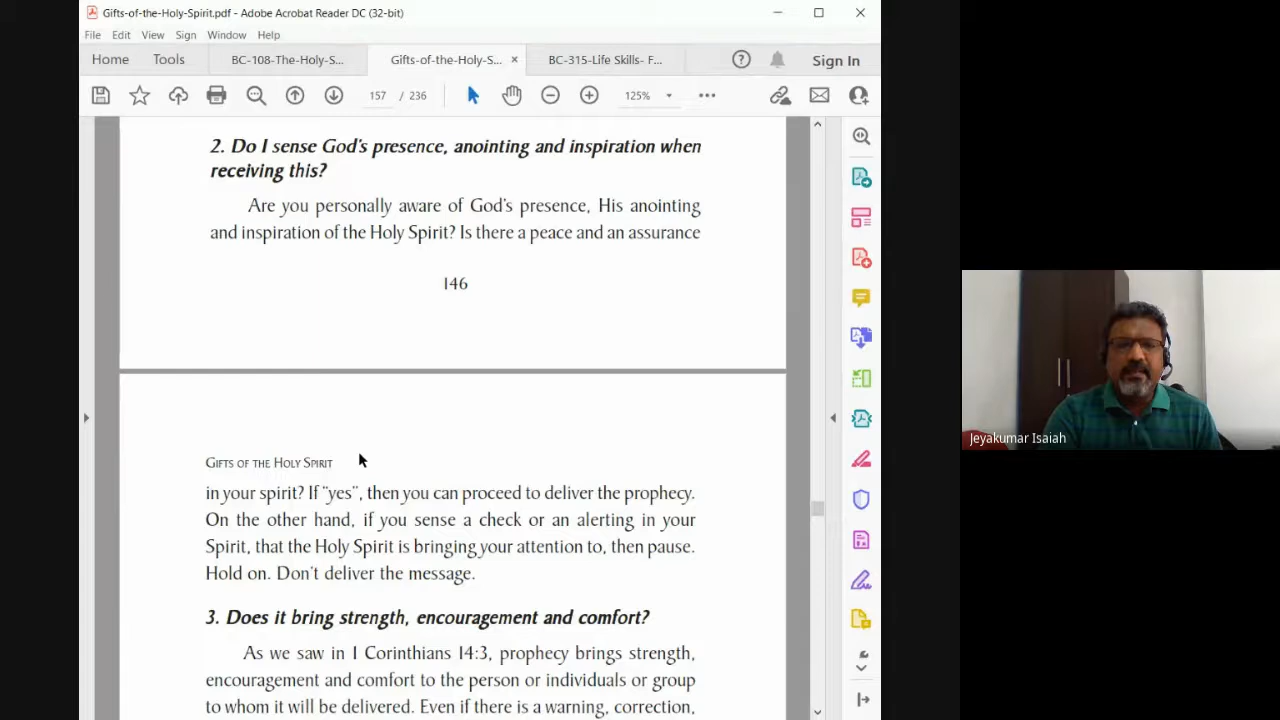 Gifts-of-the-Holy-Spirit.pdf - Adobe Acrobat Reader DC (32-bit)
File Edit View Sign Window Help
Home Tools BC-108-The-Holy-S... Gifts-of-the-Holy-S... × BC-315-Life Skills- F... Sign In
157 / 236 125%
2. Do I sense God's presence, anointing and inspiration when
receiving this?
Are you personally aware of God's presence, His anointing
and inspiration of the Holy Spirit? Is there a peace and an assurance
146
GIFTS OF THE HOLY SPIRIT
in your spirit? If "yes", then you can proceed to deliver the prophecy.
On the other hand, if you sense a check or an alerting in your
Spirit, that the Holy Spirit is bringing your attention to, then pause.
Hold on. Don't deliver the message.
3. Does it bring strength, encouragement and comfort?
As we saw in 1 Corinthians 14:3, prophecy brings strength,
encouragement and comfort to the person or individuals or group
to whom it will be delivered. Even if there is a warning, correction,
Jeyakumar Isaiah